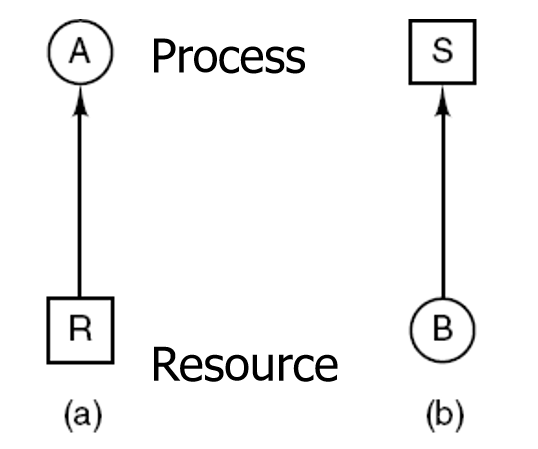 A Process S
R B
Resource
(a) (b)